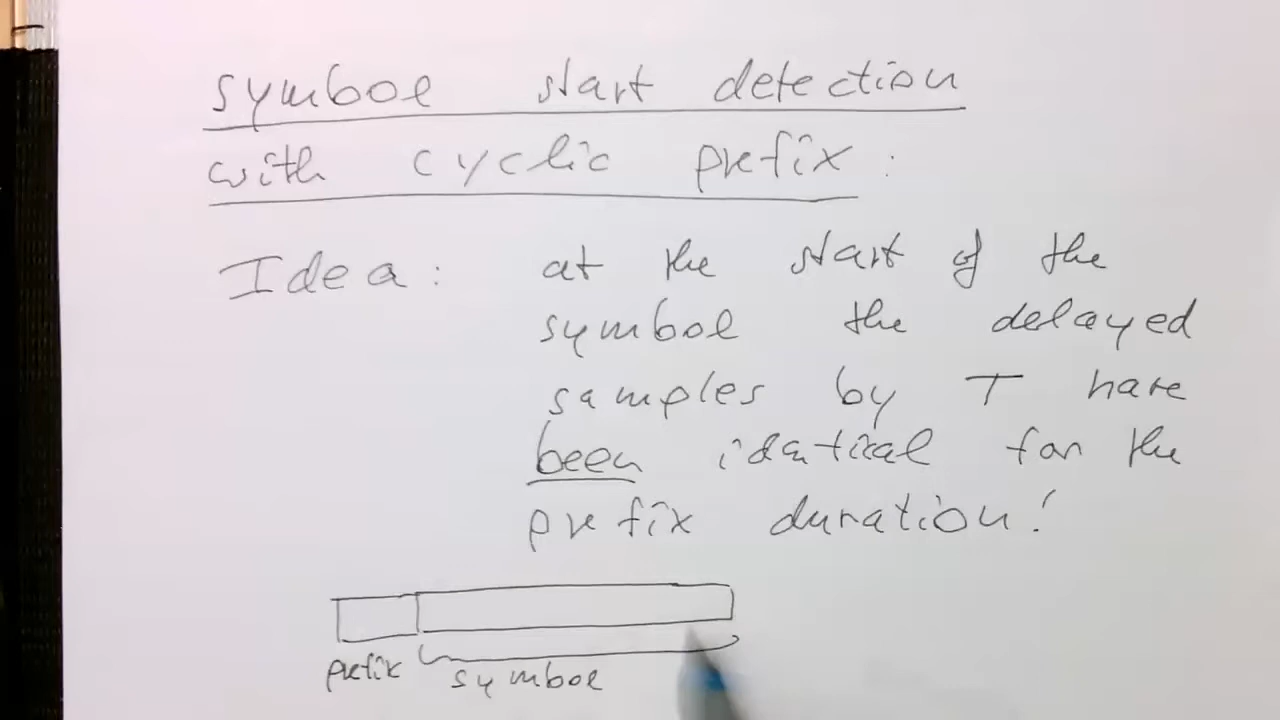 symbol start detection
with cyclic prefix :
Idea : at the start of the
symbol the delayed
samples by T have
been identical for the
prefix duration!
prefix symbol